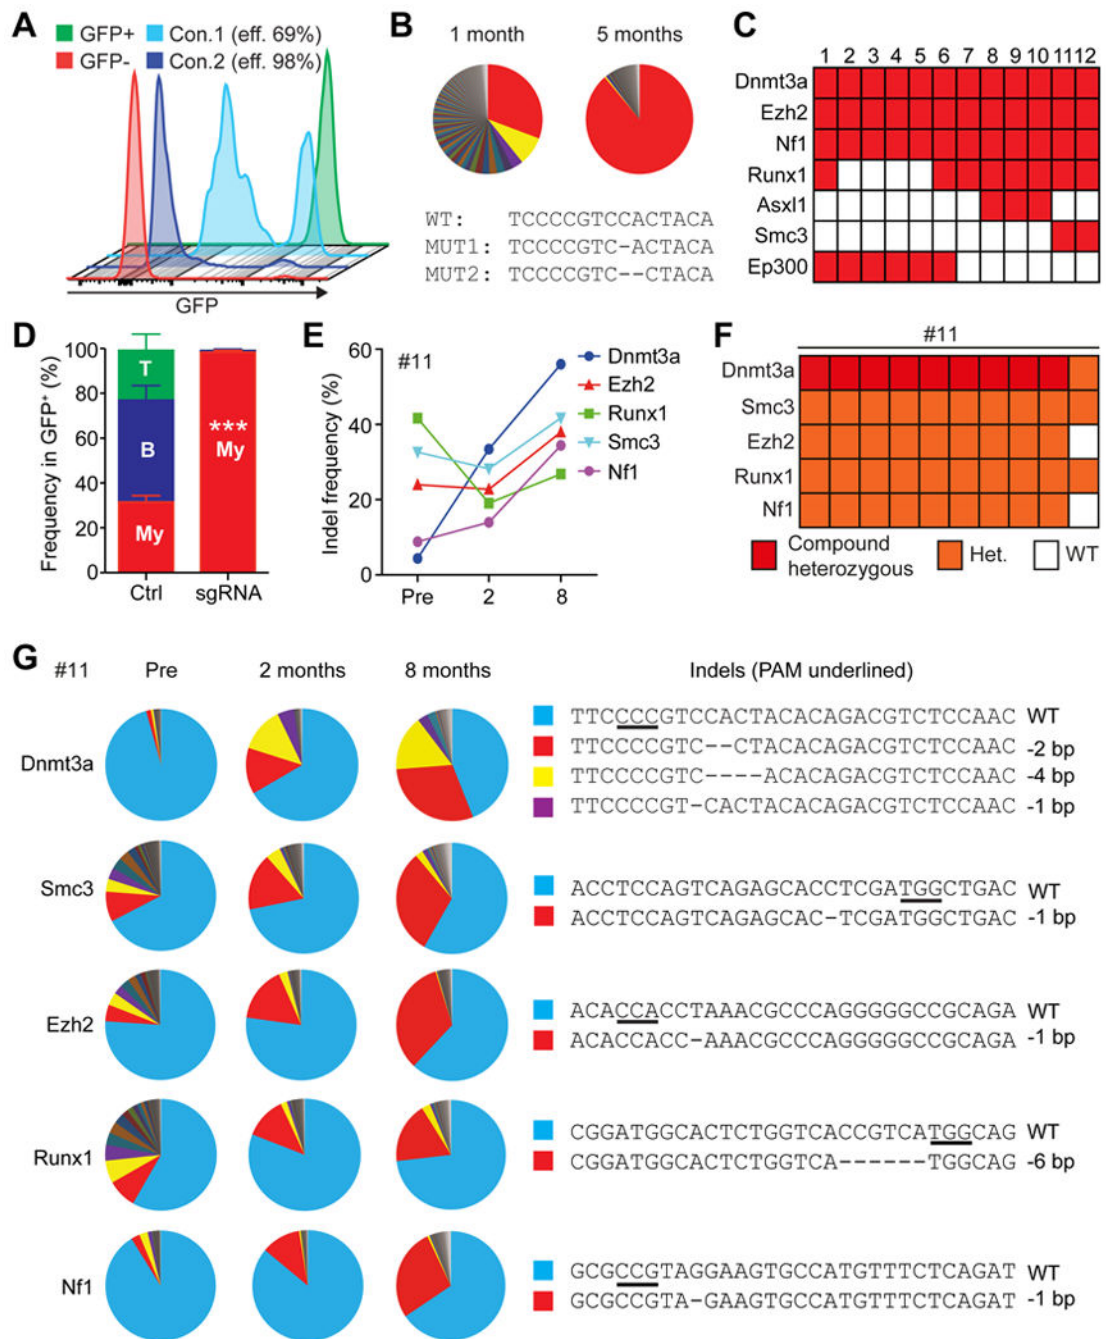 A
GFP+
Con.1 (eff. 69%)
GFP-
Con.2 (eff. 98%)
GFP
B
1 month
5 months
WT: TCCCCGTCCACTACA
MUT1: TCCCCGTC-ACTACA
MUT2: TCCCCGTC--CTACA
C
1 2 3 4 5 6 7 8 9 10 11 12
Dnmt3a
Ezh2
Nf1
Runx1
Asxl1
Smc3
Ep300
D
Frequency in GFP+ (%)
100
80
60
40
20
0
T
B
My
***
My
Ctrl
sgRNA
E
Indel frequency (%)
60
40
20
0
#11
Dnmt3a
Ezh2
Runx1
Smc3
Nf1
Pre
2
8
F
#11
Dnmt3a
Smc3
Ezh2
Runx1
Nf1
Compound heterozygous
Het.
WT
G
#11
Pre
2 months
8 months
Indels (PAM underlined)
Dnmt3a
TTCCCCGTCCACTACACAGACGTCTCCAAC WT
TTCCCCGTC--CTACACAGACGTCTCCAAC -2 bp
TTCCCCGTC----ACACAGACGTCTCCAAC -4 bp
TTCCCCGT-CACTACACAGACGTCTCCAAC -1 bp
Smc3
ACCTCCAGTCAGAGCACCTCGATGGCTGAC WT
ACCTCCAGTCAGAGCAC-TCGATGGCTGAC -1 bp
Ezh2
ACACCACCTAAACGCCCAGGGGGCCGCAGA WT
ACACCACC-AAACGCCCAGGGGGCCGCAGA -1 bp
Runx1
CGGATGGCACTCTGGTCACCGTCATGGCAG WT
CGGATGGCACTCTGGTCA------TGGCAG -6 bp
Nf1
GCGCCGTAGGAAGTGCCATGTTTCTCAGAT WT
GCGCCGTA-GAAGTGCCATGTTTCTCAGAT -1 bp